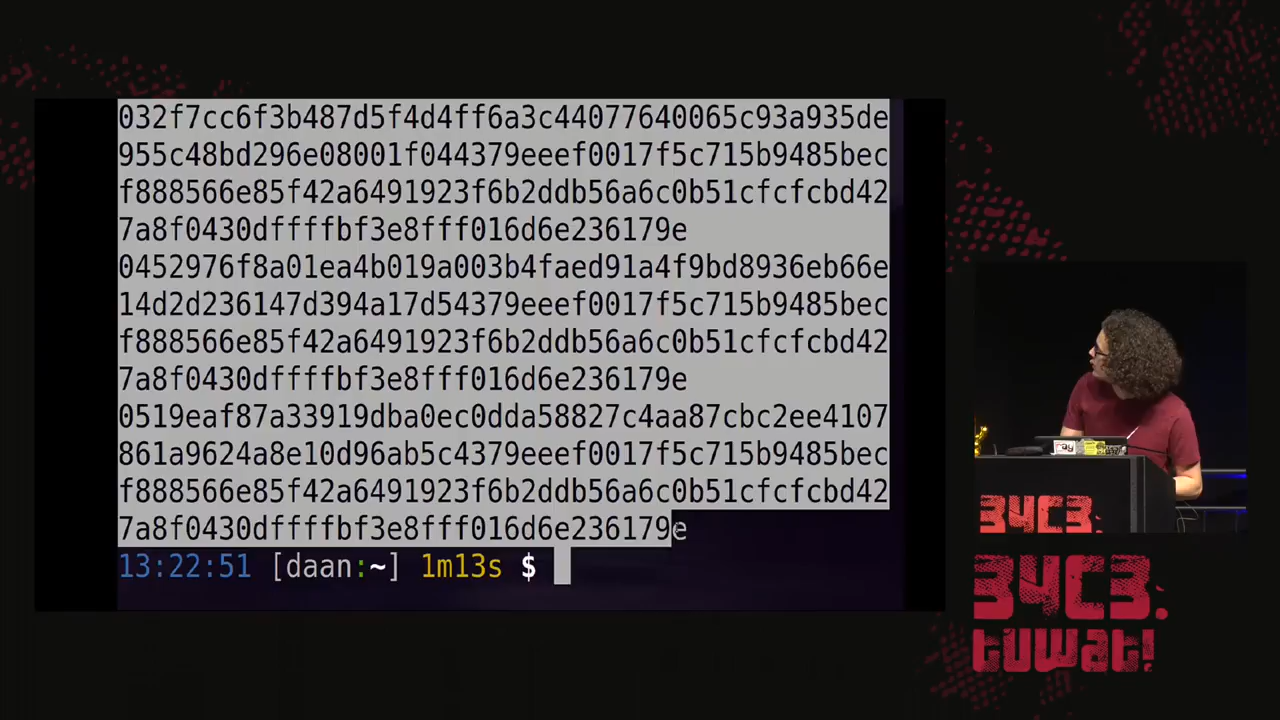 032f7cc6f3b487d5f4d4ff6a3c44077640065c93a935de
955c48bd296e08001f044379eeef0017f5c715b9485bec
f888566e85f42a6491923f6b2ddb56a6c0b51cfcfcbd42
7a8f0430dffffbf3e8fff016d6e236179e
0452976f8a01ea4b019a003b4faed91a4f9bd8936eb66e
14d2d236147d394a17d54379eeef0017f5c715b9485bec
f888566e85f42a6491923f6b2ddb56a6c0b51cfcfcbd42
7a8f0430dffffbf3e8fff016d6e236179e
0519eaf87a33919dba0ec0dda58827c4aa87cbc2ee4107
861a9624a8e10d96ab5c4379eeef0017f5c715b9485bec
f888566e85f42a6491923f6b2ddb56a6c0b51cfcfcbd42
7a8f0430dffffbf3e8fff016d6e236179e
13:22:51 [daan:~] 1m13s $
34C3.
34C3.
tuwat!